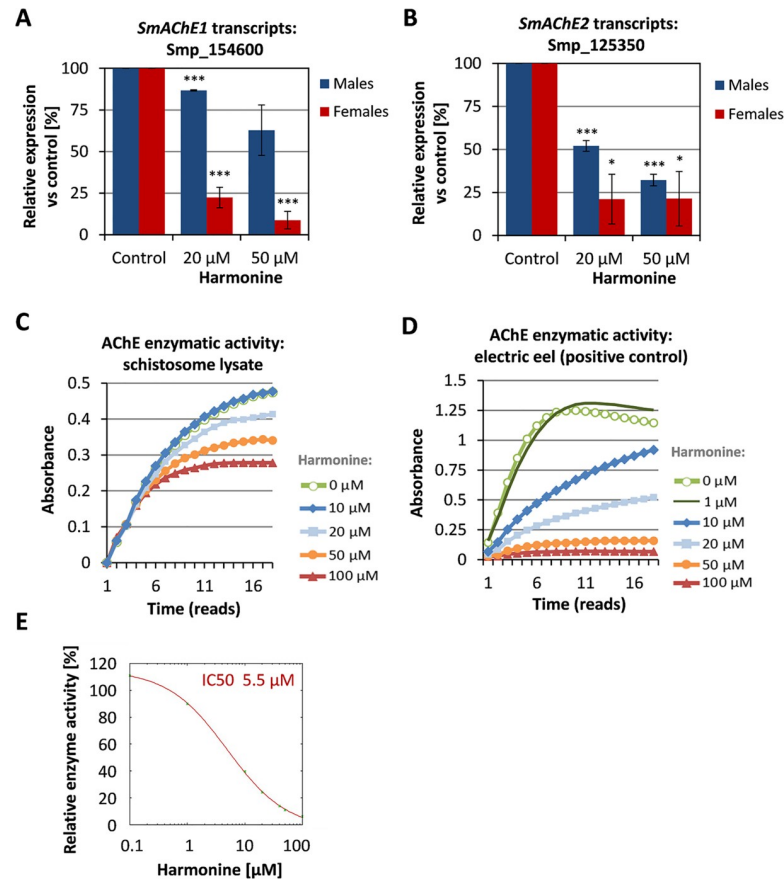 A
SmAChE1 transcripts:
Smp_154600
Relative expression
vs control [%]
100
75
50
25
0
***
***
***
Males
Females
Control
20 µM
50 µM
Harmonine
B
SmAChE2 transcripts:
Smp_125350
Relative expression
vs control [%]
100
75
50
25
0
***
*
***
*
Males
Females
Control
20 µM
50 µM
Harmonine
C
AChE enzymatic activity:
schistosome lysate
Absorbance
0.5
0.4
0.3
0.2
0.1
0
1
6
11
16
Time (reads)
Harmonine:
0 µM
10 µM
20 µM
50 µM
100 µM
D
AChE enzymatic activity:
electric eel (positive control)
Absorbance
1.5
1.25
1
0.75
0.5
0.25
0
1
6
11
16
Time (reads)
Harmonine:
0 µM
1 µM
10 µM
20 µM
50 µM
100 µM
E
Relative enzyme activity [%]
120
100
80
60
40
20
0
IC50 5.5 µM
0.1
1
10
100
Harmonine [µM]